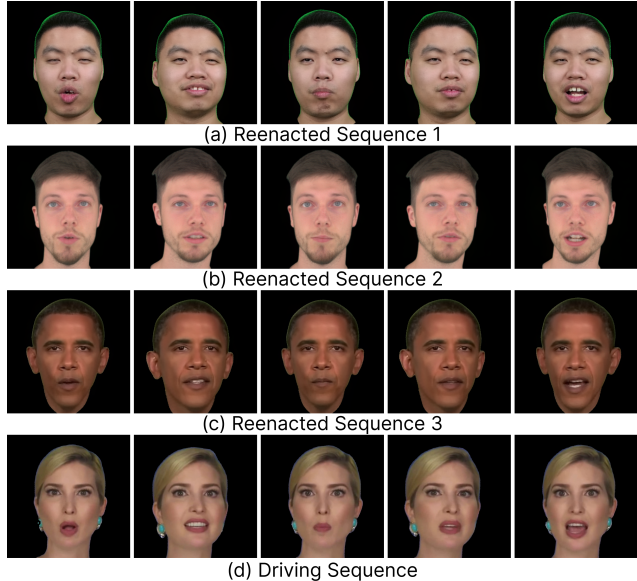 (a) Reenacted Sequence 1
(b) Reenacted Sequence 2
(c) Reenacted Sequence 3
(d) Driving Sequence